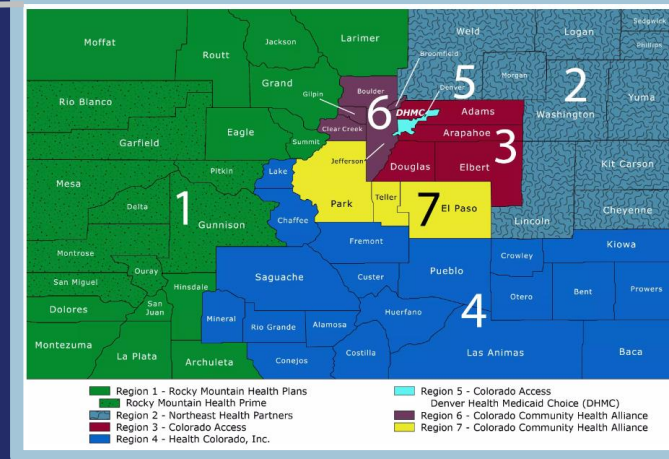 Moffat
Routt
Jackson
Larimer
Weld
Logan
Sedgwick
Phillips
Broomfield
Rio Blanco
Grand
Gilpin
Boulder
Morgan
Denver
Garfield
Eagle
Summit
Clear Creek
6
DHMC
5
Adams
Washington
2
Yuma
Mesa
Pitkin
Lake
Jefferson
Arapahoe
3
Douglas
Elbert
Kit Carson
Delta
1
Gunnison
Chaffee
Park
Teller
7
El Paso
Lincoln
Cheyenne
Montrose
Ouray
Fremont
Crowley
Kiowa
San Miguel
Hinsdale
Saguache
Custer
Pueblo
Otero
Bent
Prowers
Dolores
San
Juan
Mineral
Rio Grande
Alamosa
Huerfano
4
Montezuma
La Plata
Archuleta
Conejos
Costilla
Las Animas
Baca
Region 1 - Rocky Mountain Health Plans
Rocky Mountain Health Prime
Region 2 - Northeast Health Partners
Region 3 - Colorado Access
Region 4 - Health Colorado, Inc.
Region 5 - Colorado Access
Denver Health Medicaid Choice (DHMC)
Region 6 - Colorado Community Health Alliance
Region 7 - Colorado Community Health Alliance